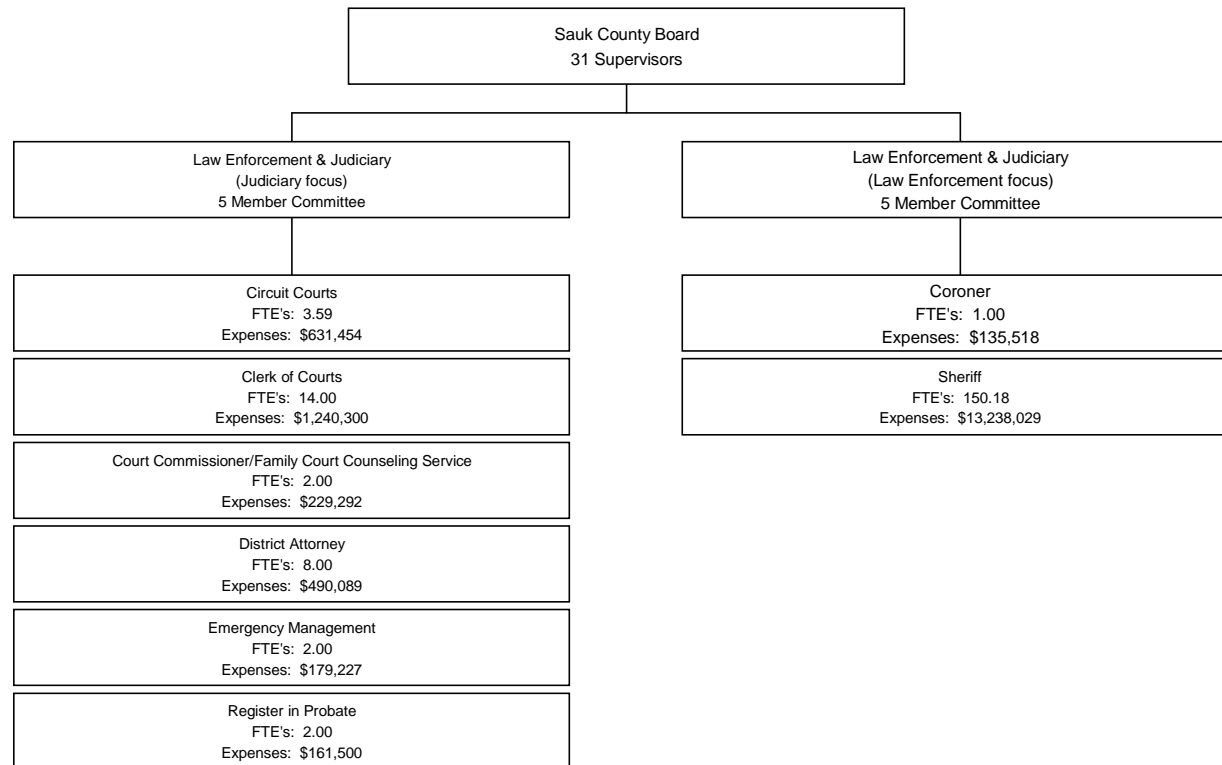 Sauk County Board
31 Supervisors
Law Enforcement & Judiciary
(Judiciary focus)
5 Member Committee
Law Enforcement & Judiciary
(Law Enforcement focus)
5 Member Committee
Circuit Courts
FTE's: 3.59
Expenses: $631,454
Coroner
FTE's: 1.00
Expenses: $135,518
Clerk of Courts
FTE's: 14.00
Expenses: $1,240,300
Sheriff
FTE's: 150.18
Expenses: $13,238,029
Court Commissioner/Family Court Counseling Service
FTE's: 2.00
Expenses: $229,292
District Attorney
FTE's: 8.00
Expenses: $490,089
Emergency Management
FTE's: 2.00
Expenses: $179,227
Register in Probate
FTE's: 2.00
Expenses: $161,500